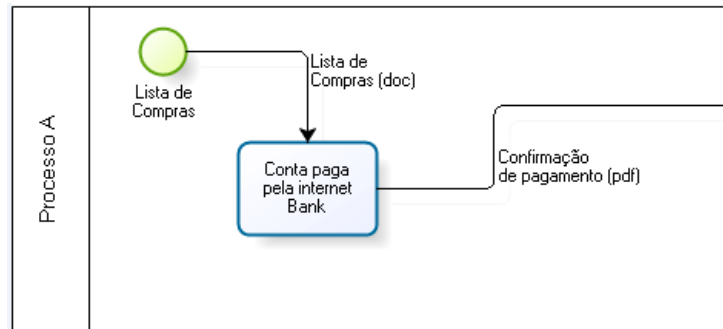 Processo A
Lista de
Compras
Lista de
Compras (doc)
Conta paga
pela internet
Bank
Confirmação
de pagamento (pdf)